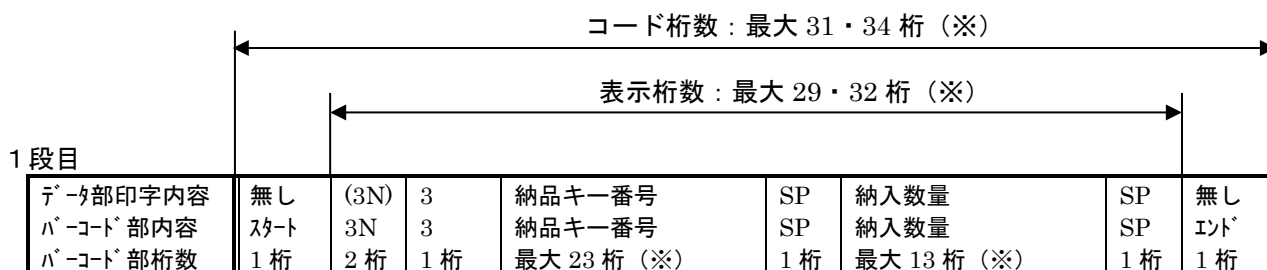 コード桁数：最大 31・34 桁（※）
表示桁数：最大 29・32 桁（※）
１段目
ﾃﾞｰﾀ部印字内容 無し (3N) 3 納品キー番号 SP 納入数量 SP 無し
ﾊﾞｰｺｰﾄﾞ部内容 ｽﾀｰﾄ 3N 3 納品キー番号 SP 納入数量 SP ｴﾝﾄﾞ
ﾊﾞｰｺｰﾄﾞ部桁数 1 桁 2 桁 1 桁 最大 23 桁（※） 1 桁 最大 13 桁（※） 1 桁 1 桁